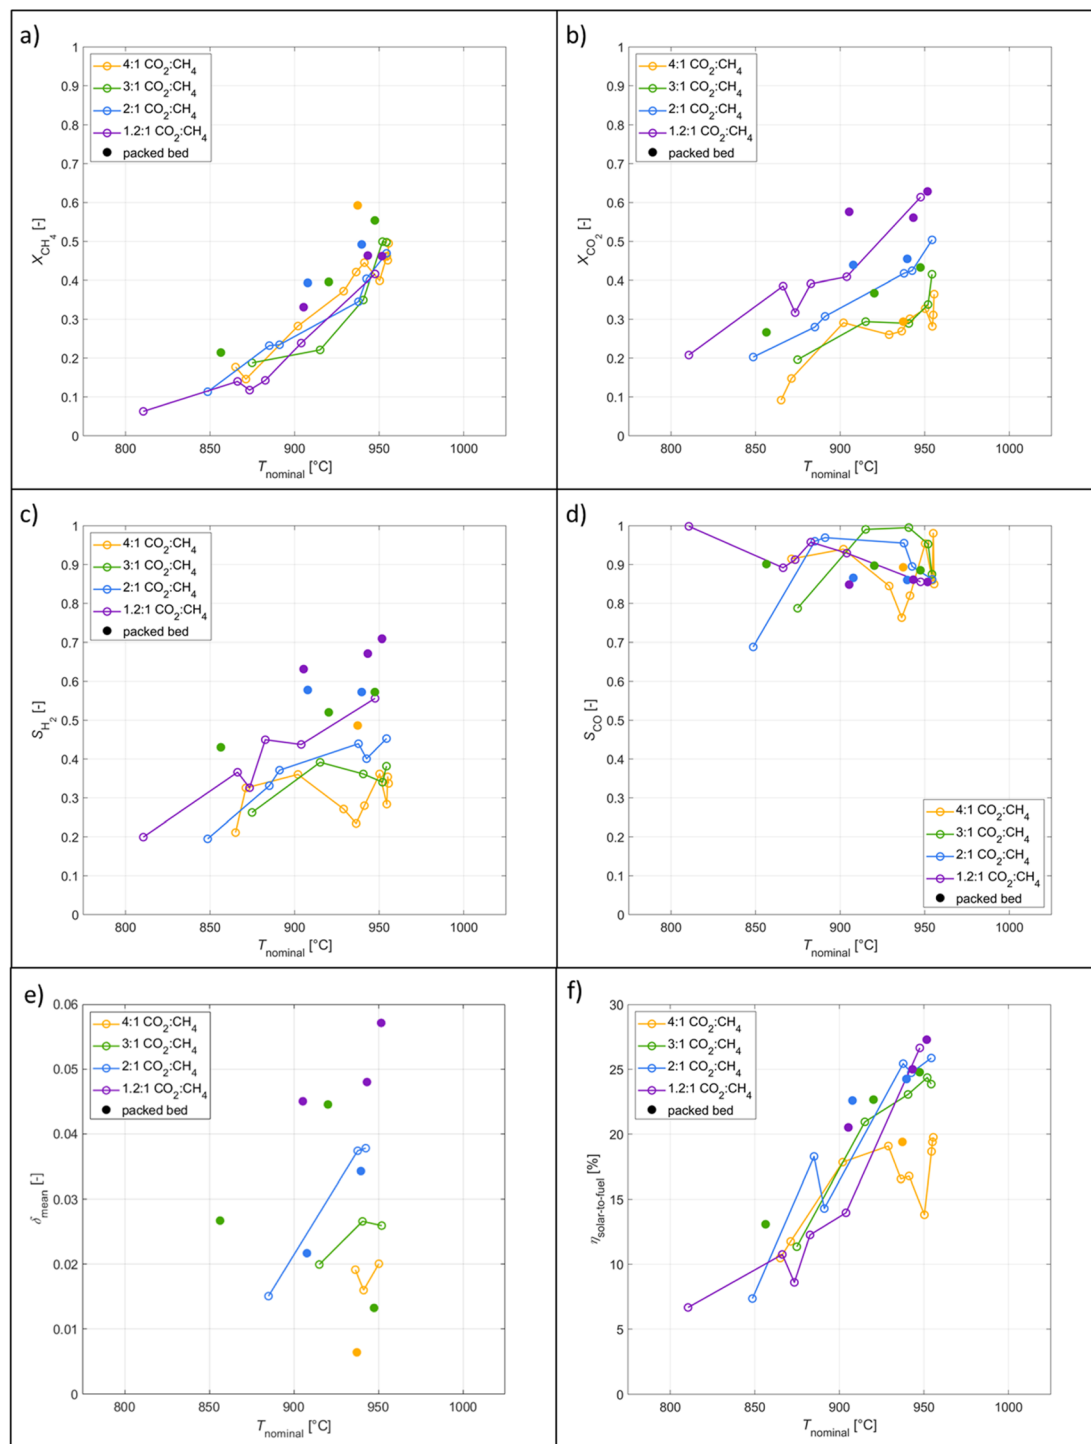 a)
1
0.9
0.8
0.7
0.6
0.5
0.4
0.3
0.2
0.1
0
X_CH4 [-]
4:1 CO2:CH4
3:1 CO2:CH4
2:1 CO2:CH4
1.2:1 CO2:CH4
packed bed
800 850 900 950 1000
T_nominal [°C]
b)
1
0.9
0.8
0.7
0.6
0.5
0.4
0.3
0.2
0.1
0
X_CO2 [-]
4:1 CO2:CH4
3:1 CO2:CH4
2:1 CO2:CH4
1.2:1 CO2:CH4
packed bed
800 850 900 950 1000
T_nominal [°C]
c)
1
0.9
0.8
0.7
0.6
0.5
0.4
0.3
0.2
0.1
0
S_H2 [-]
4:1 CO2:CH4
3:1 CO2:CH4
2:1 CO2:CH4
1.2:1 CO2:CH4
packed bed
800 850 900 950 1000
T_nominal [°C]
d)
1
0.9
0.8
0.7
0.6
0.5
0.4
0.3
0.2
0.1
0
S_CO [-]
4:1 CO2:CH4
3:1 CO2:CH4
2:1 CO2:CH4
1.2:1 CO2:CH4
packed bed
800 850 900 950 1000
T_nominal [°C]
e)
0.06
0.05
0.04
0.03
0.02
0.01
0
δ_mean [-]
4:1 CO2:CH4
3:1 CO2:CH4
2:1 CO2:CH4
1.2:1 CO2:CH4
packed bed
800 850 900 950 1000
T_nominal [°C]
f)
30
25
20
15
10
5
0
η_solar-to-fuel [%]
4:1 CO2:CH4
3:1 CO2:CH4
2:1 CO2:CH4
1.2:1 CO2:CH4
packed bed
800 850 900 950 1000
T_nominal [°C]